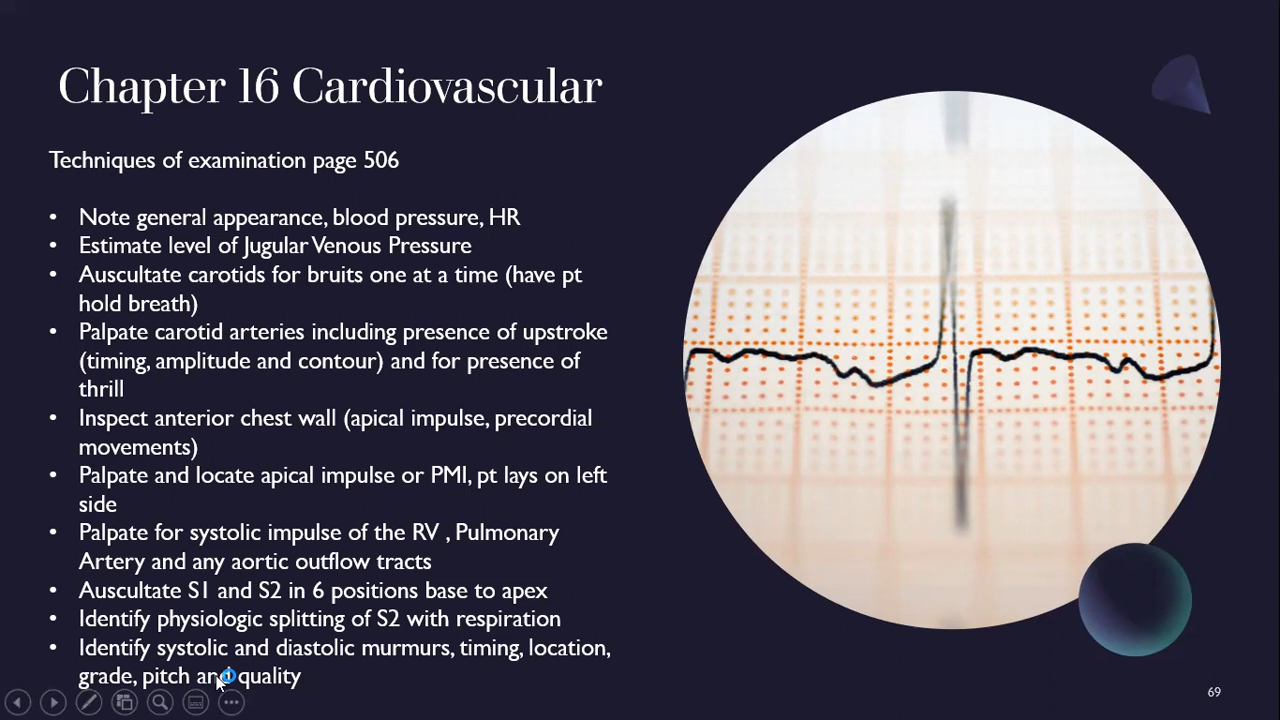 Chapter 16 Cardiovascular
Techniques of examination page 506
• Note general appearance, blood pressure, HR
• Estimate level of Jugular Venous Pressure
• Auscultate carotids for bruits one at a time (have pt
hold breath)
• Palpate carotid arteries including presence of upstroke
(timing, amplitude and contour) and for presence of
thrill
• Inspect anterior chest wall (apical impulse, precordial
movements)
• Palpate and locate apical impulse or PMI, pt lays on left
side
• Palpate for systolic impulse of the RV , Pulmonary
Artery and any aortic outflow tracts
• Auscultate S1 and S2 in 6 positions base to apex
• Identify physiologic splitting of S2 with respiration
• Identify systolic and diastolic murmurs, timing, location,
grade, pitch and quality
69